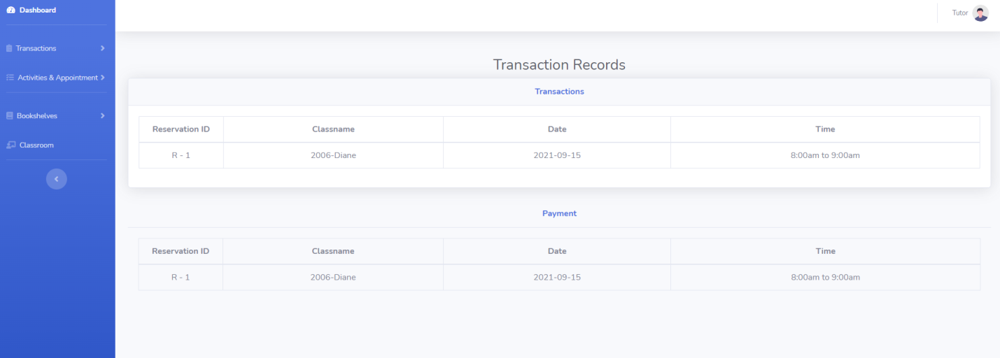 Dashboard
Tutor
Transactions
Activities & Appointment
Bookshelves
Classroom
Transaction Records
Transactions
Reservation ID Classname Date Time
R - 1 2006-Diane 2021-09-15 8:00am to 9:00am
Payment
Reservation ID Classname Date Time
R - 1 2006-Diane 2021-09-15 8:00am to 9:00am